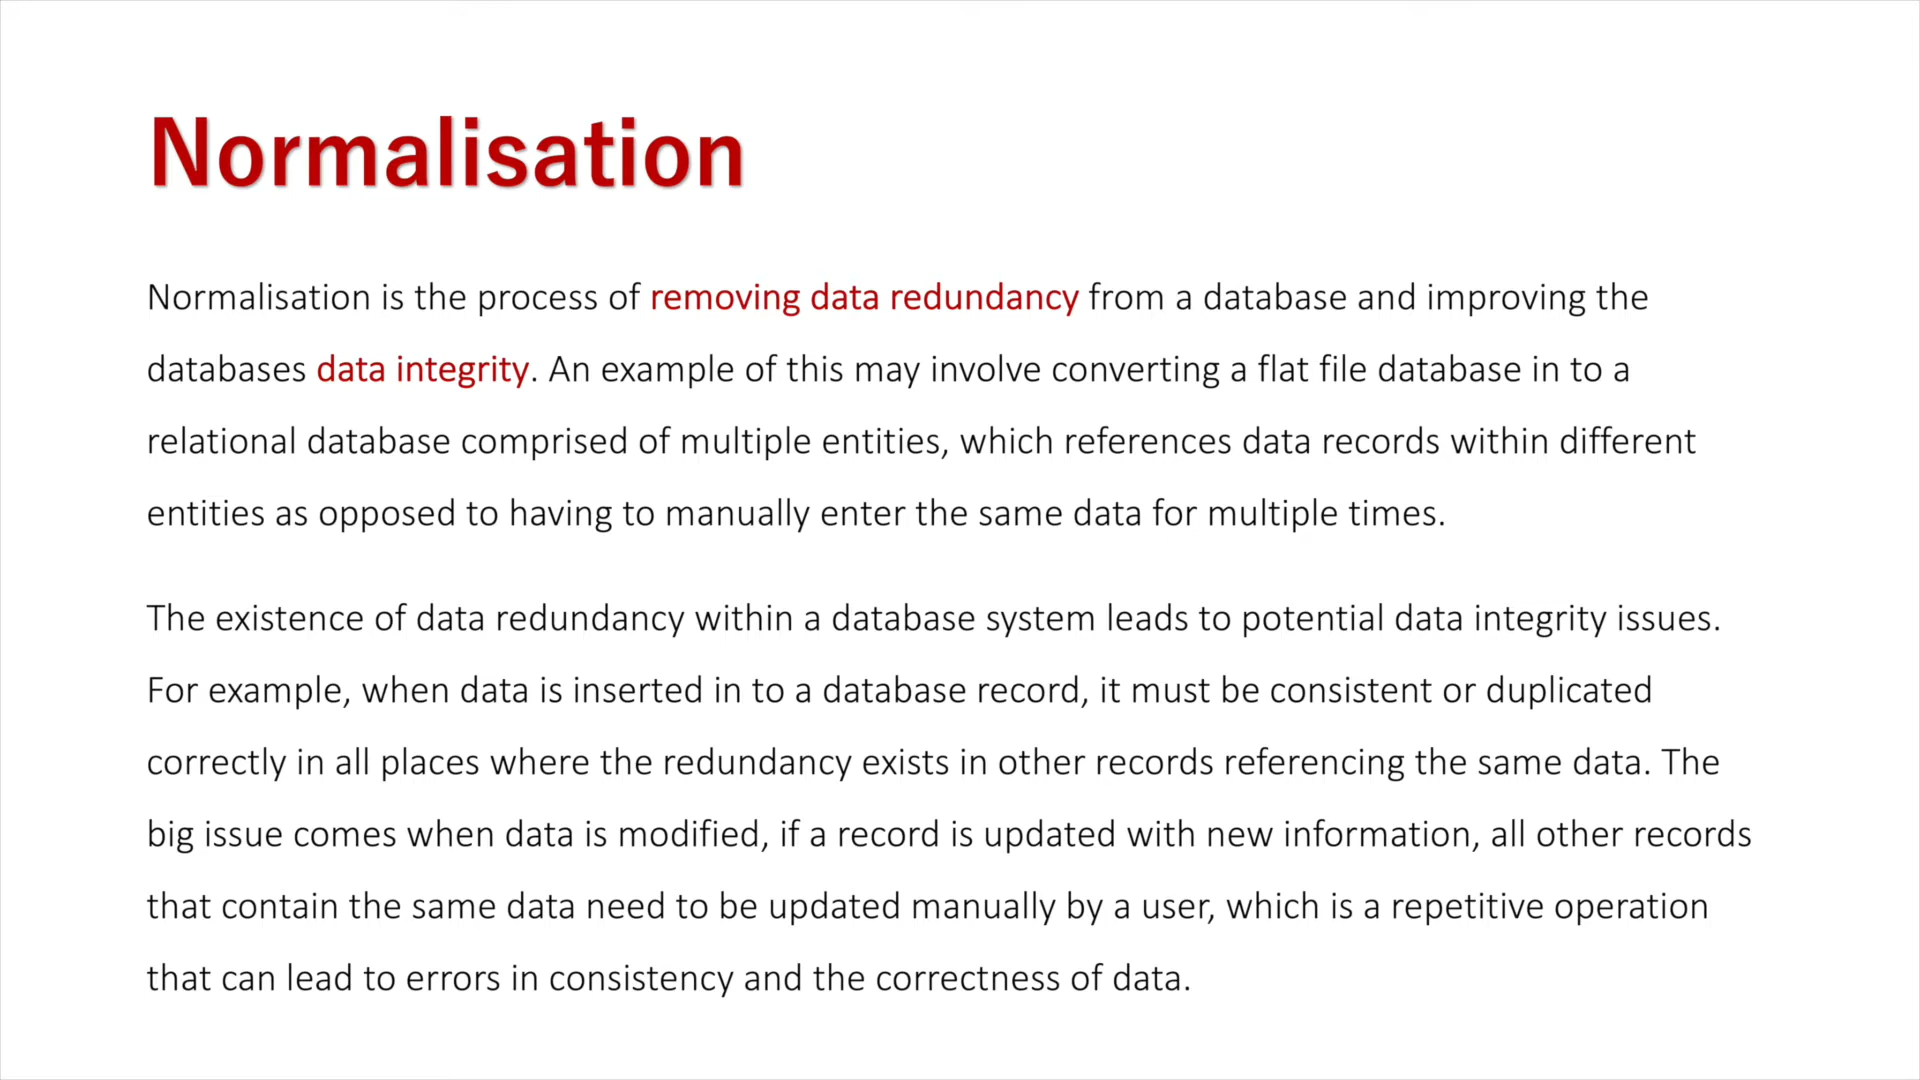 Normalisation
Normalisation is the process of removing data redundancy from a database and improving the
databases data integrity. An example of this may involve converting a flat file database in to a
relational database comprised of multiple entities, which references data records within different
entities as opposed to having to manually enter the same data for multiple times.
The existence of data redundancy within a database system leads to potential data integrity issues.
For example, when data is inserted in to a database record, it must be consistent or duplicated
correctly in all places where the redundancy exists in other records referencing the same data. The
big issue comes when data is modified, if a record is updated with new information, all other records
that contain the same data need to be updated manually by a user, which is a repetitive operation
that can lead to errors in consistency and the correctness of data.